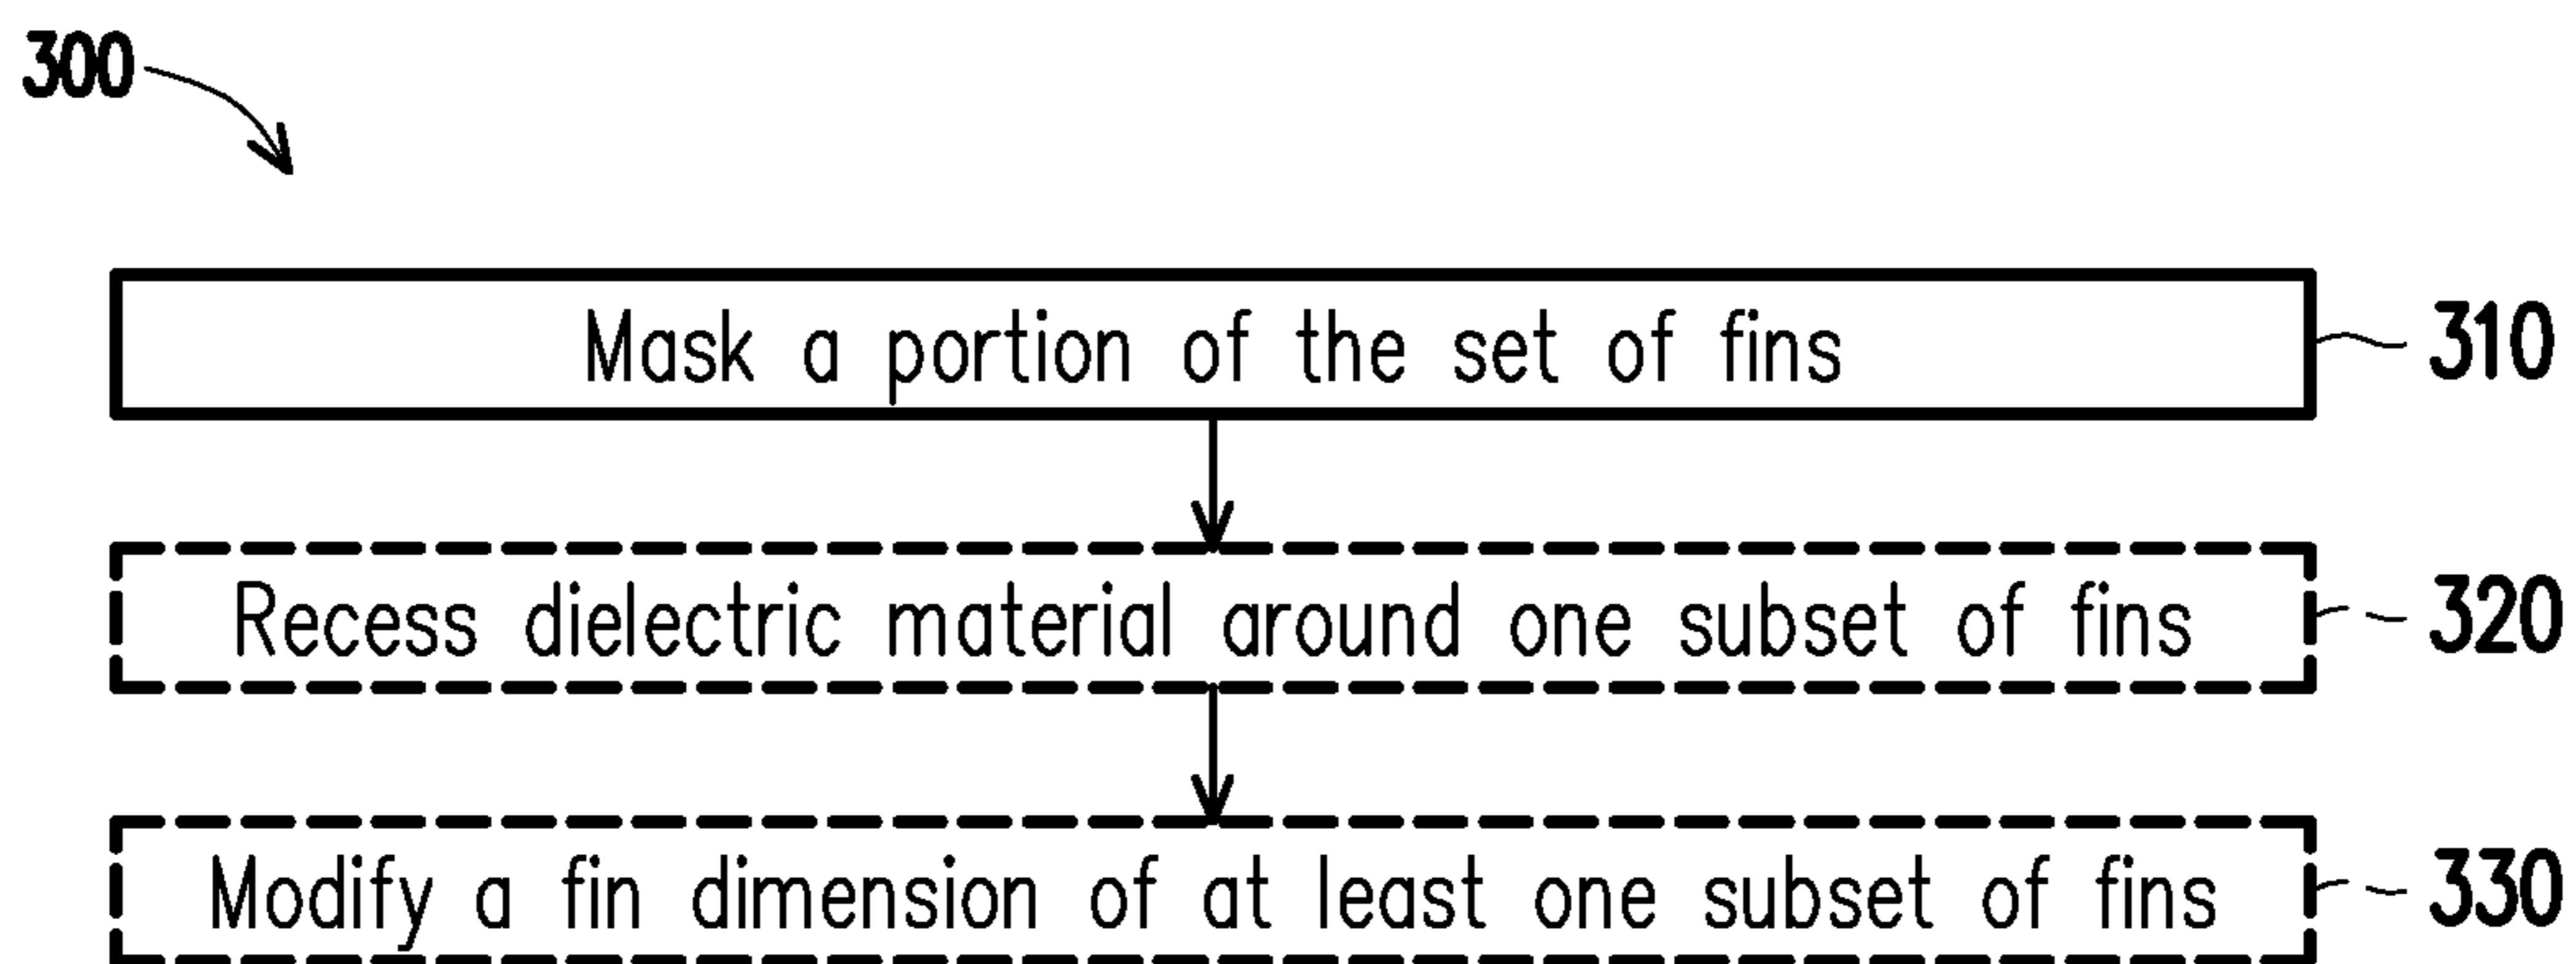 300
Mask a portion of the set of fins 310
Recess dielectric material around one subset of fins 320
Modify a fin dimension of at least one subset of fins 330